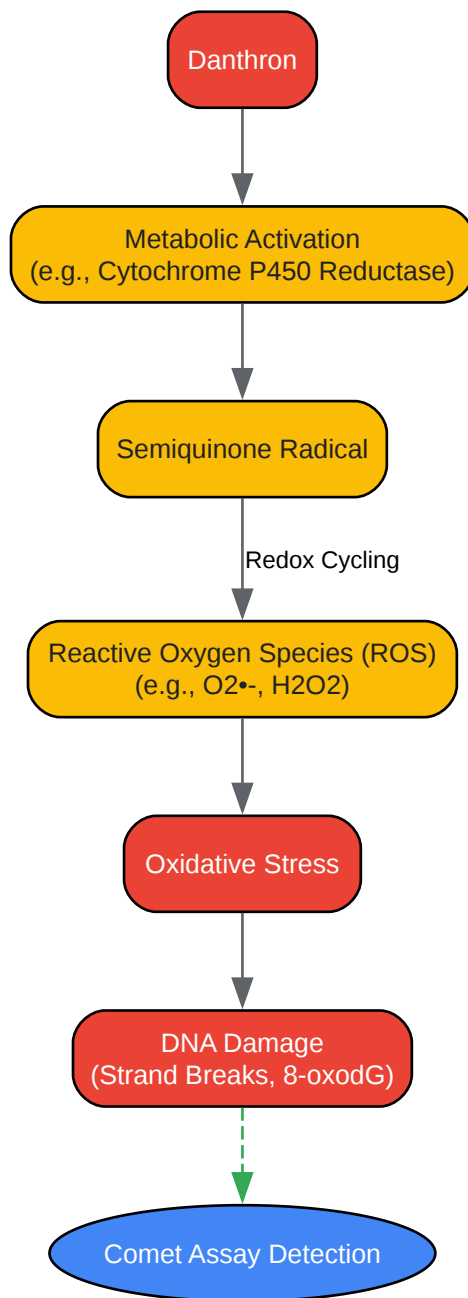 Danthron
Metabolic Activation
(e.g., Cytochrome P450 Reductase)
Semiquinone Radical
Redox Cycling
Reactive Oxygen Species (ROS)
(e.g., O2•-, H2O2)
Oxidative Stress
DNA Damage
(Strand Breaks, 8-oxodG)
Comet Assay Detection